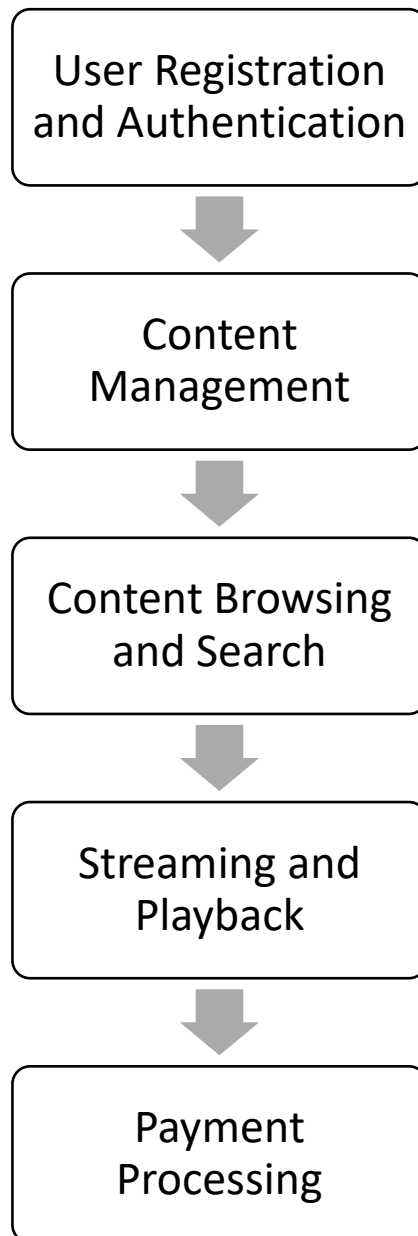 User Registration
and Authentication
Content
Management
Content Browsing
and Search
Streaming and
Playback
Payment
Processing